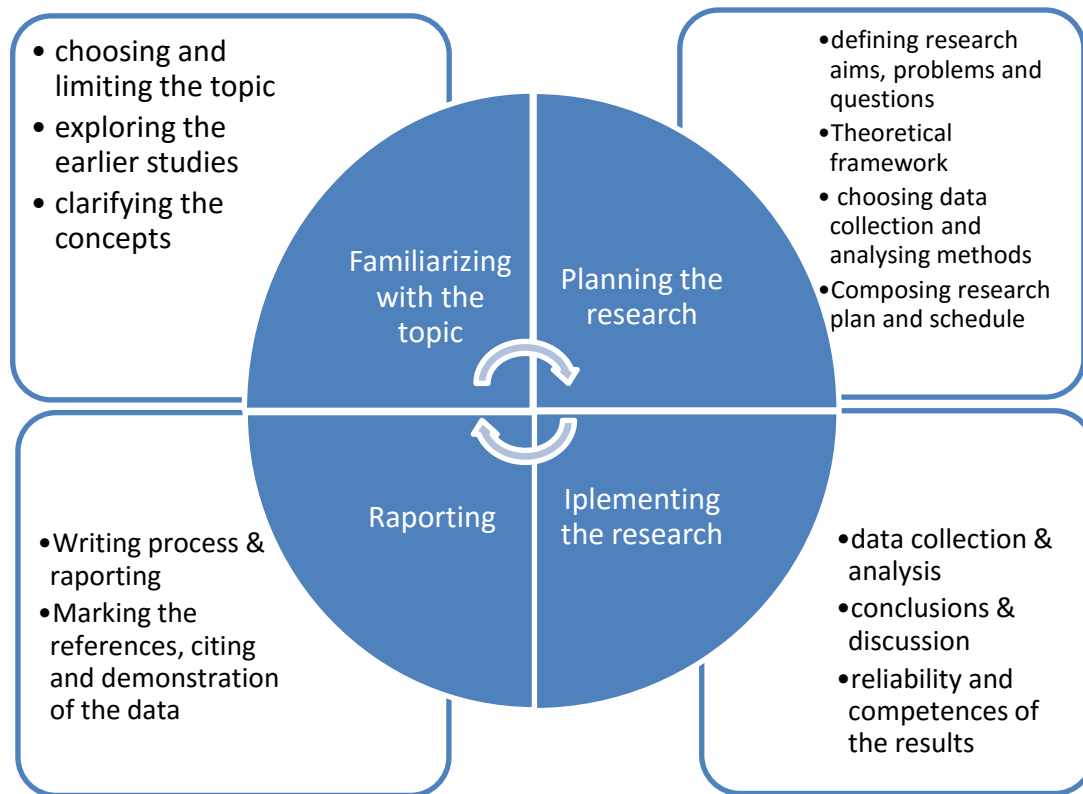 • choosing and
limiting the topic
• exploring the
earlier studies
• clarifying the
concepts
•defining research
aims, problems and
questions
•Theoretical
framework
• choosing data
collection and
analysing methods
•Composing research
plan and schedule
Familiarizing
with the
topic
Planning the
research
Raporting
Iplementing
the research
•Writing process &
raporting
•Marking the
references, citing
and demonstration
of the data
•data collection &
analysis
•conclusions &
discussion
•reliability and
competences of
the results